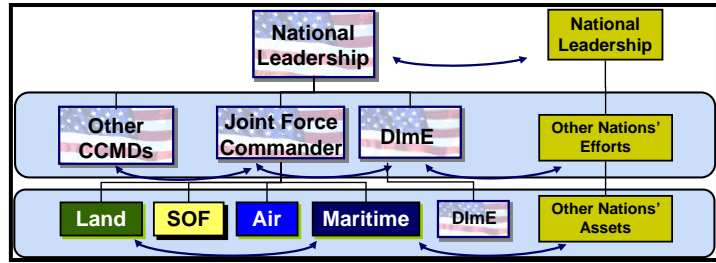 National
Leadership
National
Leadership
Other
CCMDs
Joint Force
Commander
DImE
Other Nations'
Efforts
Land
SOF
Air
Maritime
DImE
Other Nations'
Assets